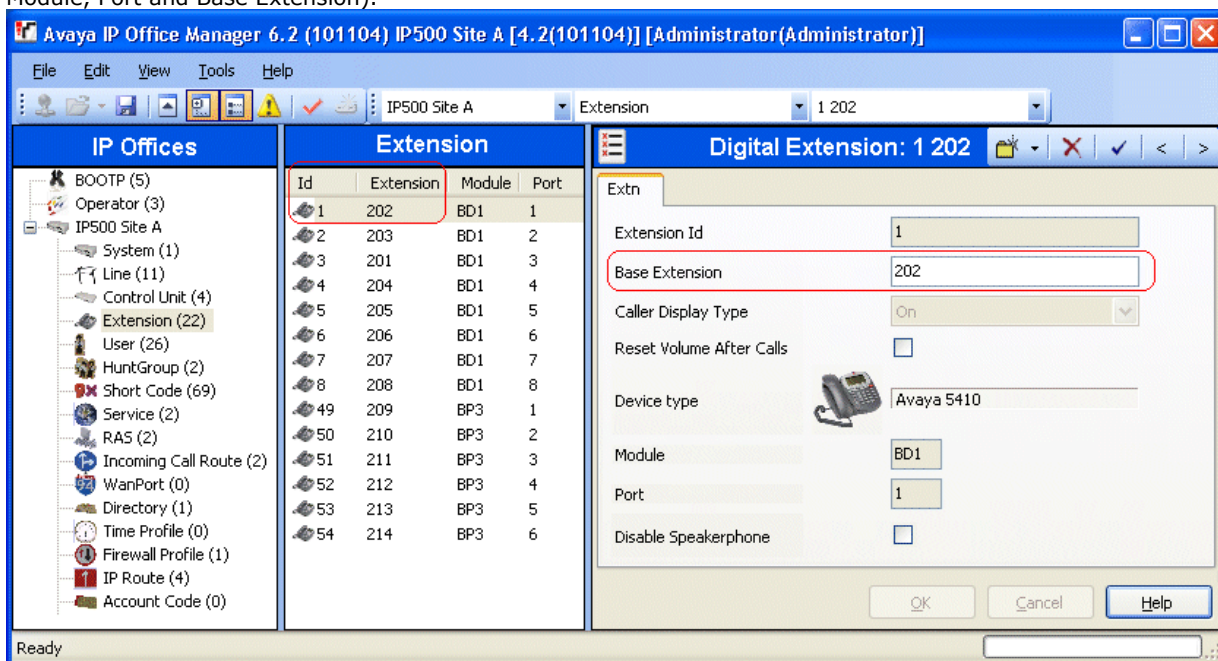 Module, Port and Base Extension).
Avaya IP Office Manager 6.2 (101104) IP500 Site A [4.2(101104)] [Administrator(Administrator)]
File Edit View Tools Help
IP500 Site A Extension 1 202
IP Offices
BOOTP (5)
Operator (3)
IP500 Site A
System (1)
Line (11)
Control Unit (4)
Extension (22)
User (26)
HuntGroup (2)
Short Code (69)
Service (2)
RAS (2)
Incoming Call Route (2)
WanPort (0)
Directory (1)
Time Profile (0)
Firewall Profile (1)
IP Route (4)
Account Code (0)
Extension
Id Extension Module Port
1 202 BD1 1
2 203 BD1 2
3 201 BD1 3
4 204 BD1 4
5 205 BD1 5
6 206 BD1 6
7 207 BD1 7
8 208 BD1 8
49 209 BP3 1
50 210 BP3 2
51 211 BP3 3
52 212 BP3 4
53 213 BP3 5
54 214 BP3 6
Digital Extension: 1 202
Extn
Extension Id 1
Base Extension 202
Caller Display Type On
Reset Volume After Calls
Device type Avaya 5410
Module BD1
Port 1
Disable Speakerphone
OK Cancel Help
Ready